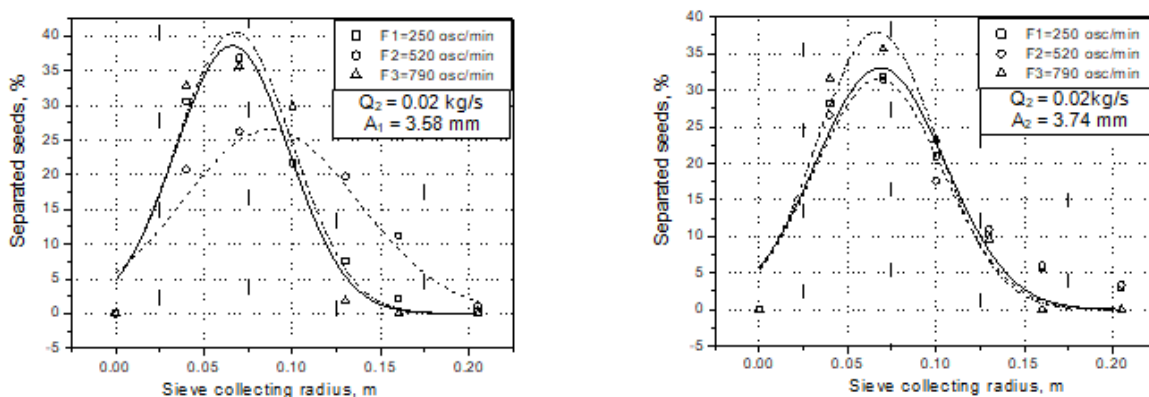 40
35
30
25
20
15
10
5
0
-5
Separated seeds, %
F1=250 osc/min
F2=520 osc/min
F3=790 osc/min
Q₂ = 0.02 kg/s
A₁ = 3.58 mm
0.00 0.05 0.10 0.15 0.20
Sieve collecting radius, m
40
35
30
25
20
15
10
5
0
-5
Separated seeds, %
F1=250 osc/min
F2=520 osc/min
F3=790 osc/min
Q₂ = 0.02kg/s
A₂ = 3.74 mm
0.00 0.05 0.10 0.15 0.20
Sieve collecting radius, m